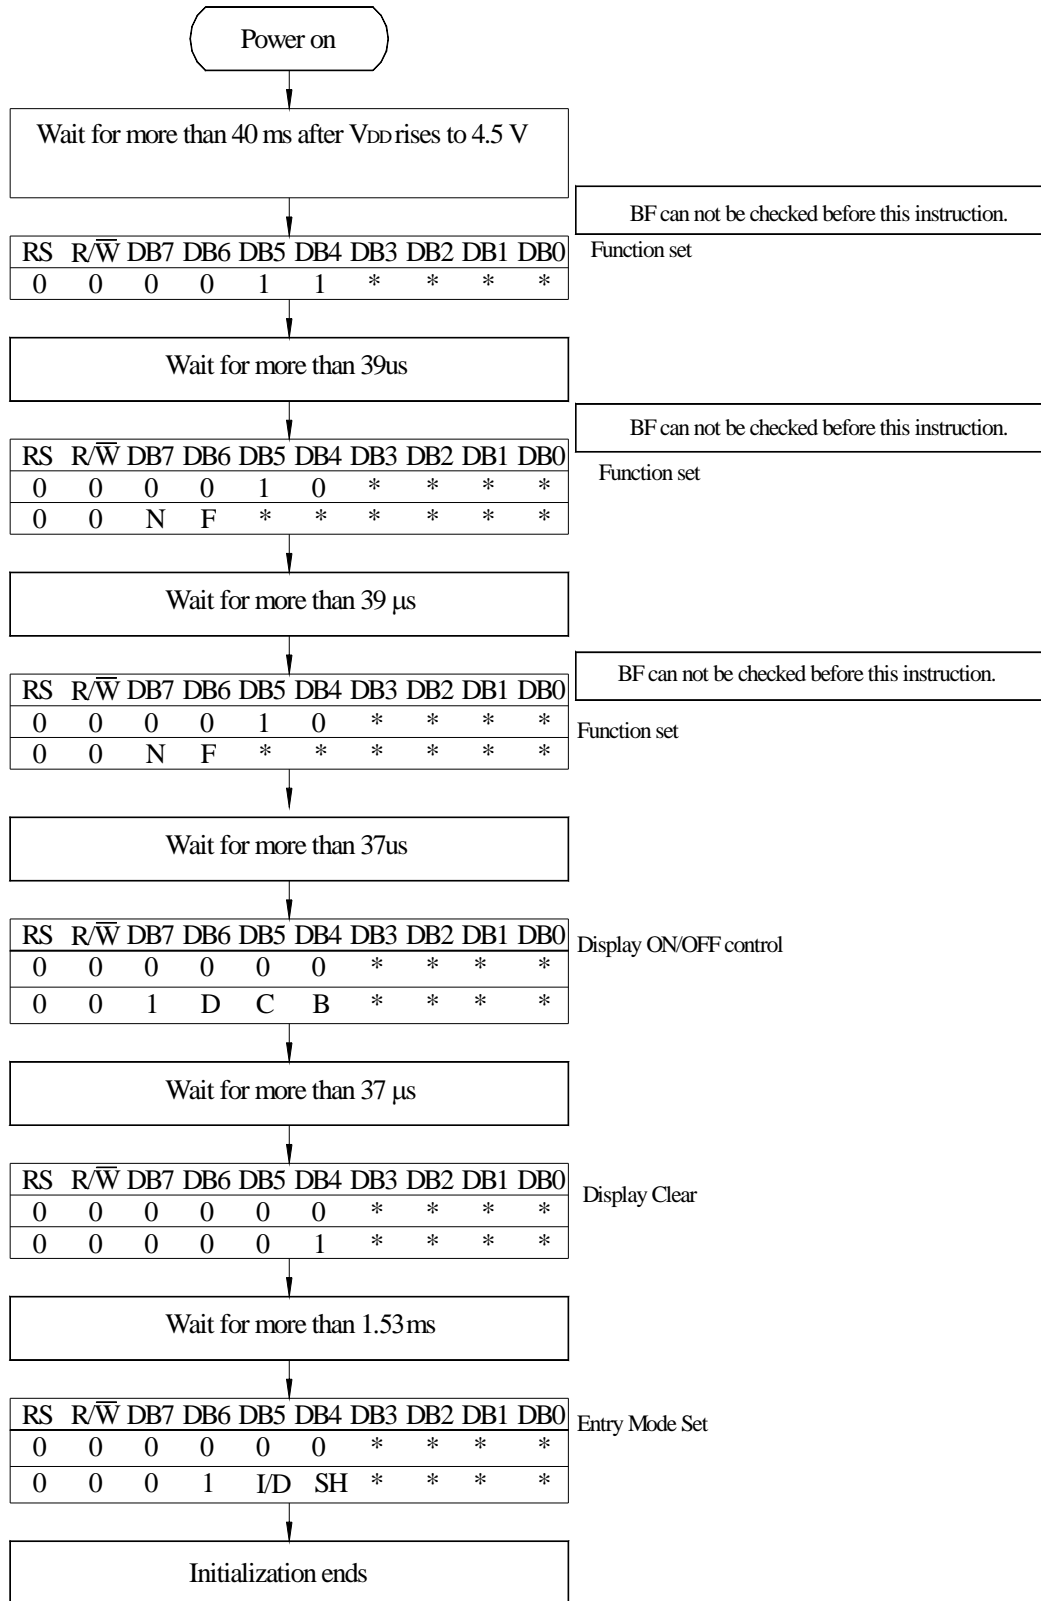 Power on
Wait for more than 40 ms after VDD rises to 4.5 V
BF can not be checked before this instruction.
RS R/W̅ DB7 DB6 DB5 DB4 DB3 DB2 DB1 DB0
Function set
0 0 0 0 1 1 * * * *
Wait for more than 39us
BF can not be checked before this instruction.
RS R/W̅ DB7 DB6 DB5 DB4 DB3 DB2 DB1 DB0
Function set
0 0 0 0 1 0 * * * *
0 0 N F * * * * * *
Wait for more than 39 µs
BF can not be checked before this instruction.
RS R/W̅ DB7 DB6 DB5 DB4 DB3 DB2 DB1 DB0
0 0 0 0 1 0 * * * *
Function set
0 0 N F * * * * * *
Wait for more than 37us
RS R/W̅ DB7 DB6 DB5 DB4 DB3 DB2 DB1 DB0
Display ON/OFF control
0 0 0 0 0 0 * * * *
0 0 1 D C B * * * *
Wait for more than 37 µs
RS R/W̅ DB7 DB6 DB5 DB4 DB3 DB2 DB1 DB0
Display Clear
0 0 0 0 0 0 * * * *
0 0 0 0 0 1 * * * *
Wait for more than 1.53ms
RS R/W̅ DB7 DB6 DB5 DB4 DB3 DB2 DB1 DB0
Entry Mode Set
0 0 0 0 0 0 * * * *
0 0 0 1 I/D SH * * * *
Initialization ends